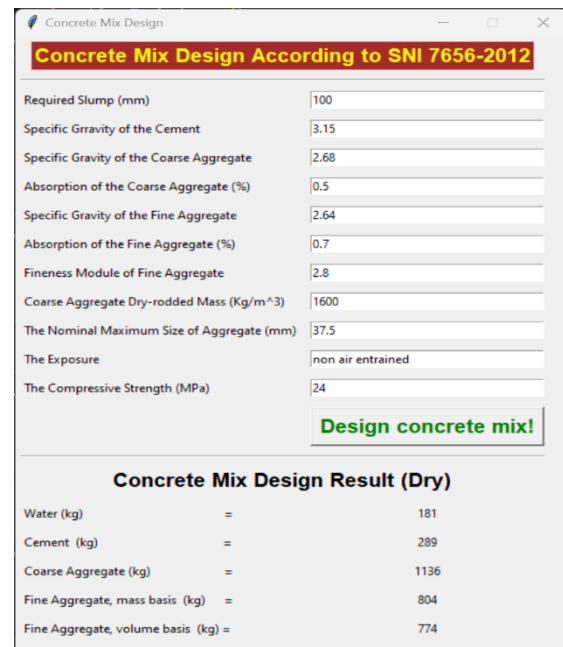 Concrete Mix Design
Concrete Mix Design According to SNI 7656-2012
Required Slump (mm) 100
Specific Grravity of the Cement 3.15
Specific Gravity of the Coarse Aggregate 2.68
Absorption of the Coarse Aggregate (%) 0.5
Specific Gravity of the Fine Aggregate 2.64
Absorption of the Fine Aggregate (%) 0.7
Fineness Module of Fine Aggregate 2.8
Coarse Aggregate Dry-rodded Mass (Kg/m^3) 1600
The Nominal Maximum Size of Aggregate (mm) 37.5
The Exposure non air entrained
The Compressive Strength (MPa) 24
Design concrete mix!
Concrete Mix Design Result (Dry)
Water (kg) = 181
Cement (kg) = 289
Coarse Aggregate (kg) = 1136
Fine Aggregate, mass basis (kg) = 804
Fine Aggregate, volume basis (kg) = 774